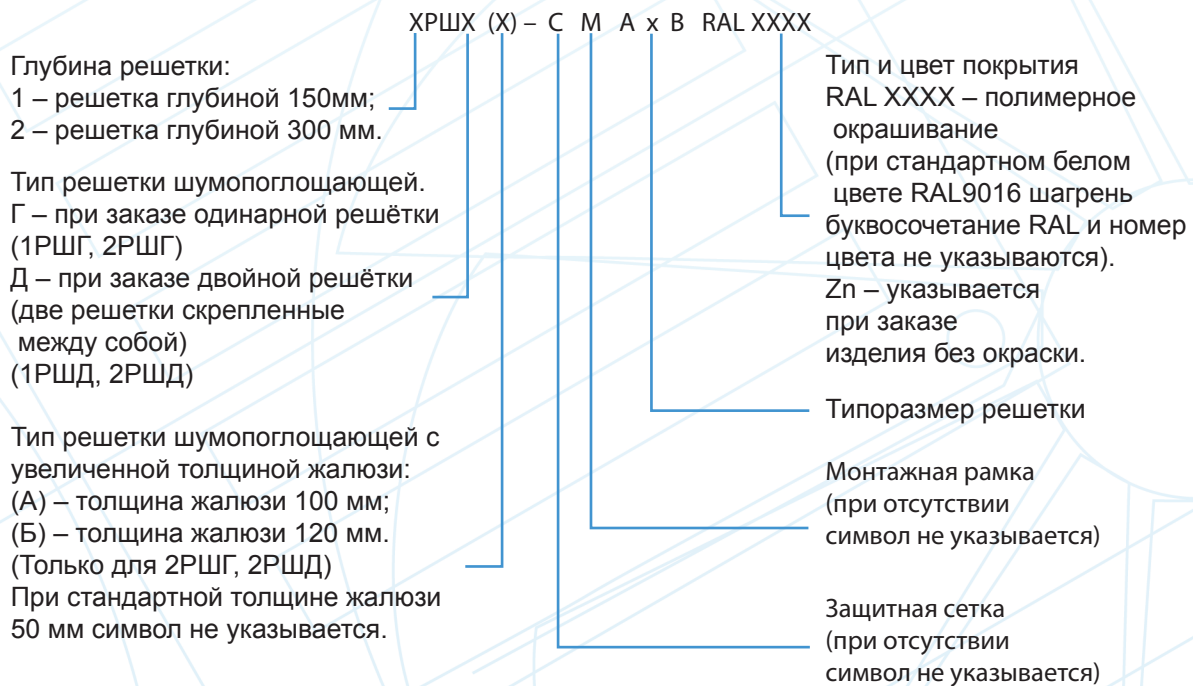 ХРШХ (Х) – С М А х В RAL XXXX
Глубина решетки:
1 – решетка глубиной 150мм;
2 – решетка глубиной 300 мм.
Тип решетки шумопоглощающей.
Г – при заказе одинарной решётки
(1РШГ, 2РШГ)
Д – при заказе двойной решётки
(две решетки скрепленные
между собой)
(1РШД, 2РШД)
Тип решетки шумопоглощающей с
увеличенной толщиной жалюзи:
(А) – толщина жалюзи 100 мм;
(Б) – толщина жалюзи 120 мм.
(Только для 2РШГ, 2РШД)
При стандартной толщине жалюзи
50 мм символ не указывается.
Тип и цвет покрытия
RAL XXXX – полимерное
окрашивание
(при стандартном белом
цвете RAL9016 шагрень
буквосочетание RAL и номер
цвета не указываются).
Zn – указывается
при заказе
изделия без окраски.
Типоразмер решетки
Монтажная рамка
(при отсутствии
символ не указывается)
Защитная сетка
(при отсутствии
символ не указывается)